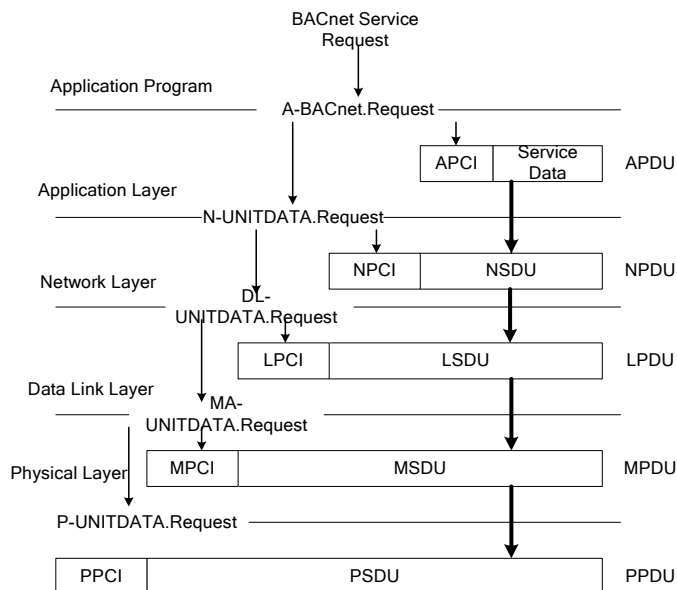 BACnet Service
Request
Application Program
A-BACnet.Request
APCI
Service
Data
APDU
Application Layer
N-UNITDATA.Request
NPCI
NSDU
NPDU
Network Layer
DL-
UNITDATA.Request
LPCI
LSDU
LPDU
Data Link Layer
MA-
UNITDATA.Request
MPCI
MSDU
MPDU
Physical Layer
P-UNITDATA.Request
PPCI
PSDU
PPDU